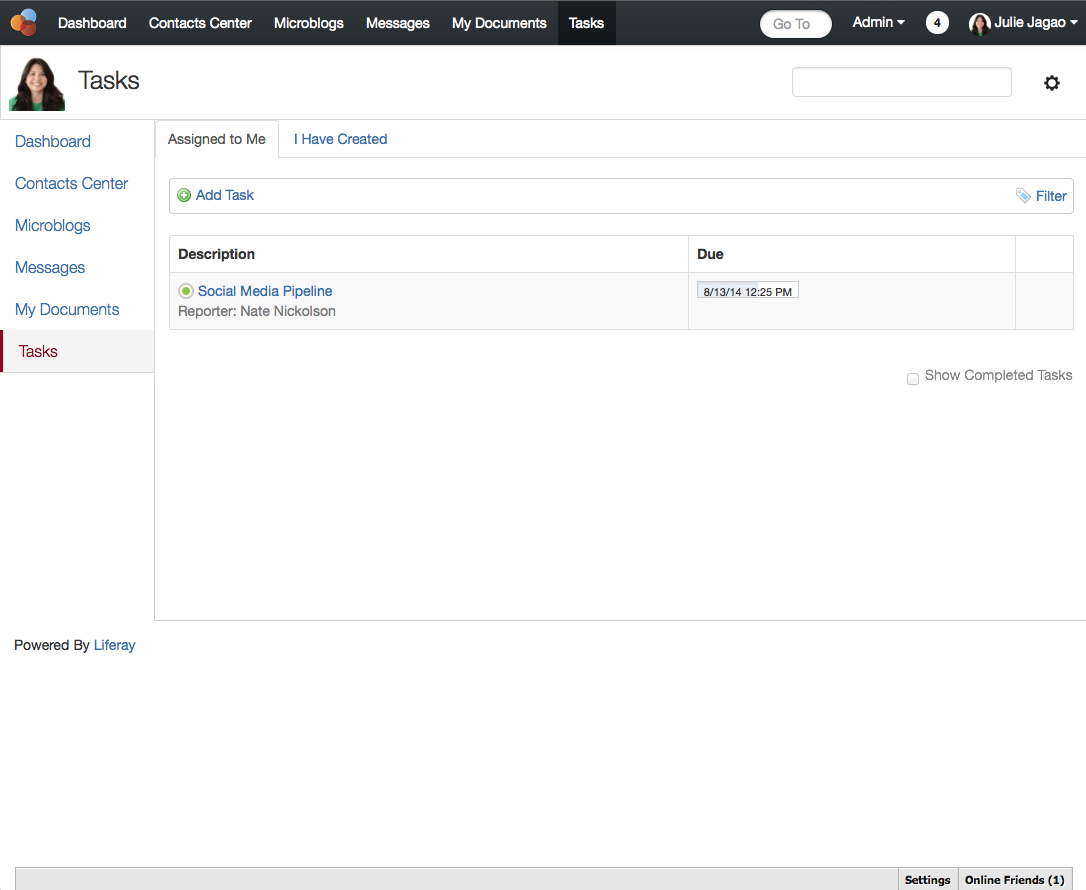 Dashboard Contacts Center Microblogs Messages My Documents Tasks Go To Admin 4 Julie Jagao
Tasks
Dashboard
Contacts Center
Microblogs
Messages
My Documents
Tasks
Assigned to Me I Have Created
Add Task Filter
Description Due
Social Media Pipeline 8/13/14 12:25 PM
Reporter: Nate Nickolson
Show Completed Tasks
Powered By Liferay
Settings Online Friends (1)